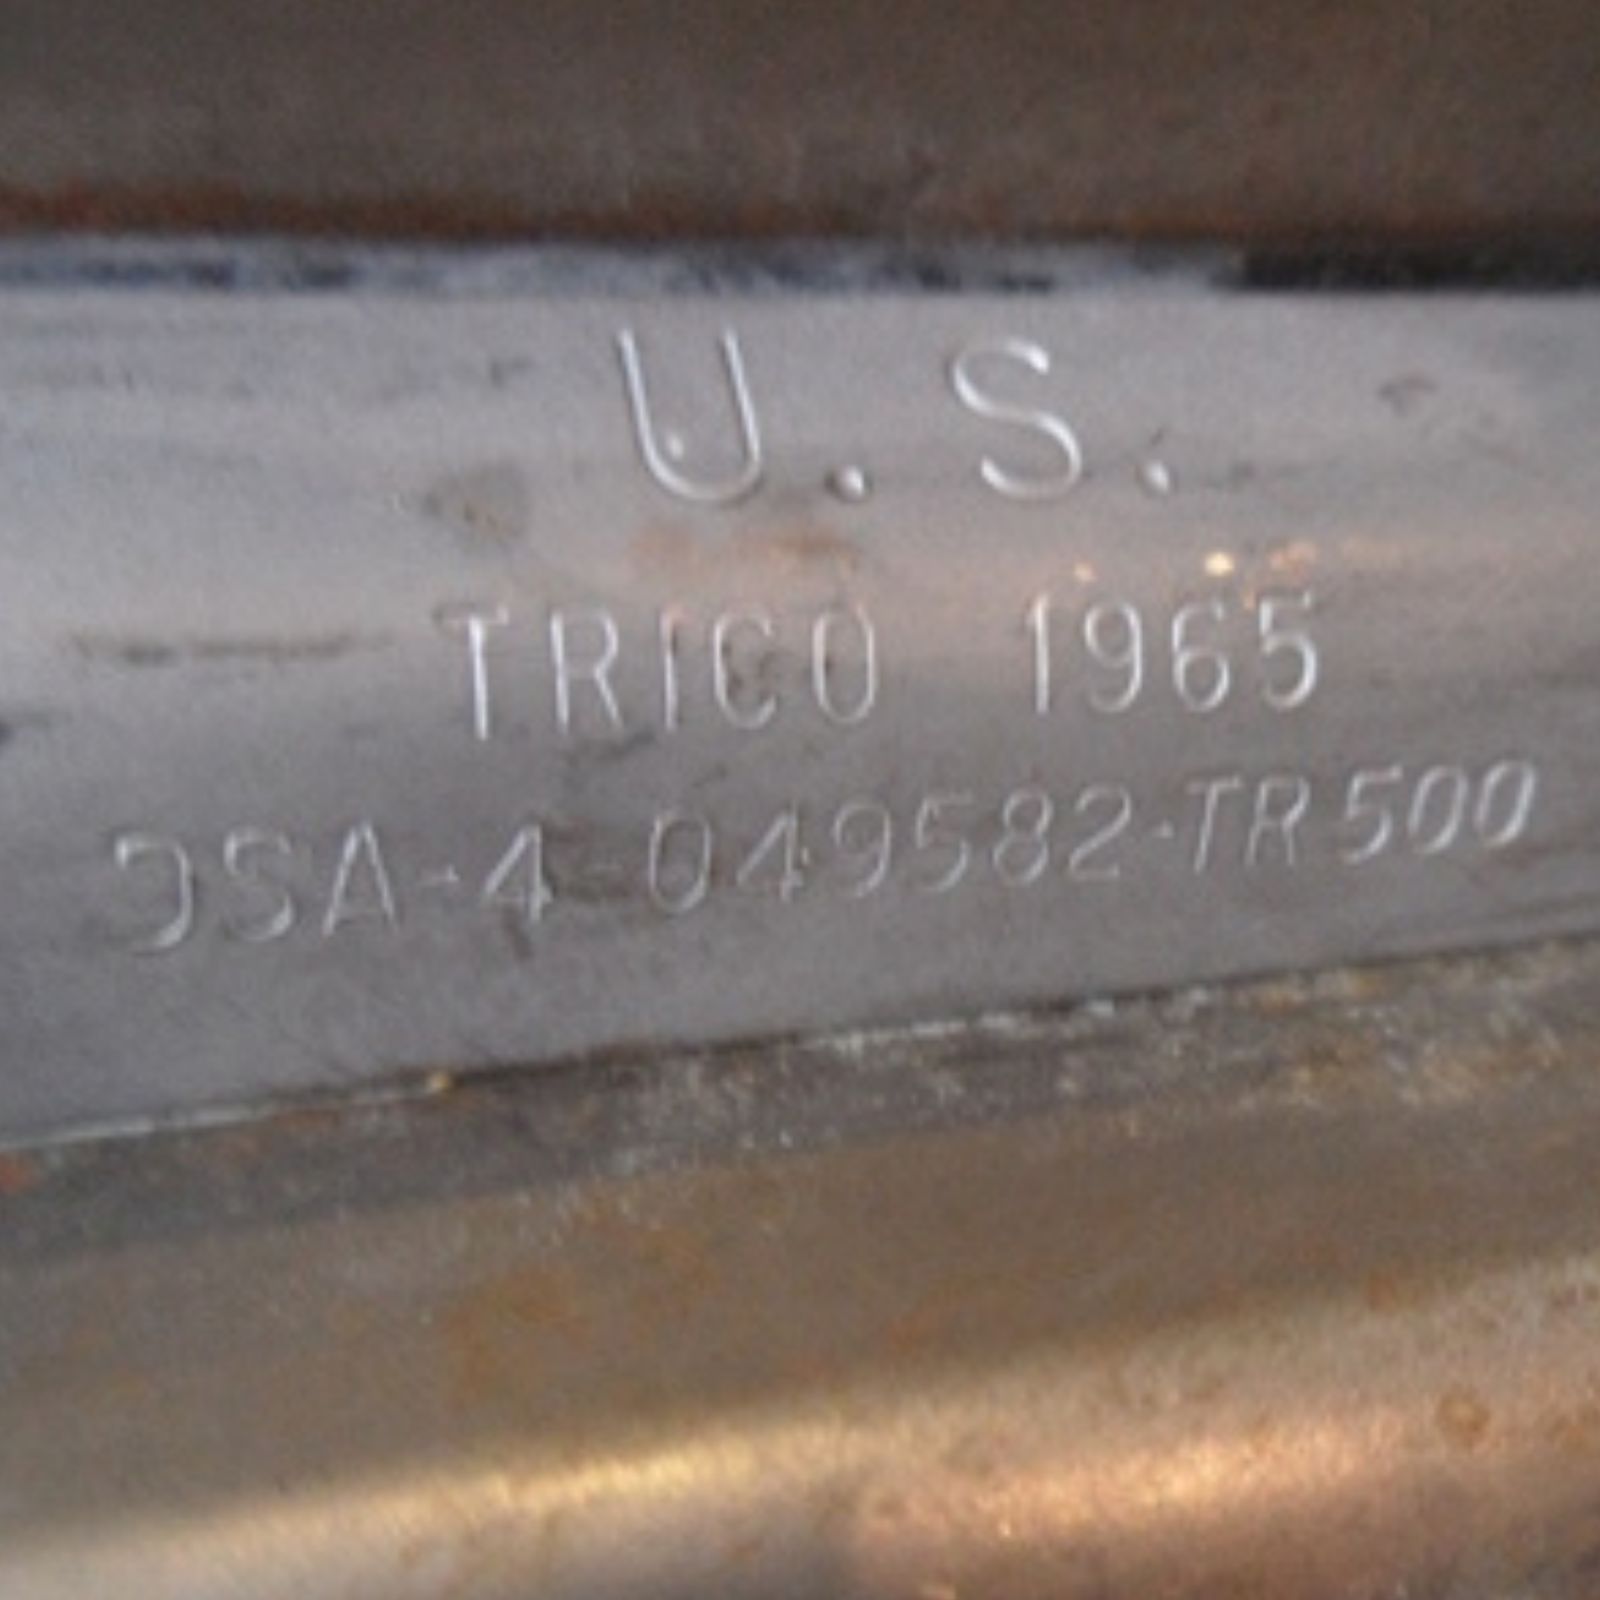 U. S.
TRICO 1965
DSA-4-049582-TR500